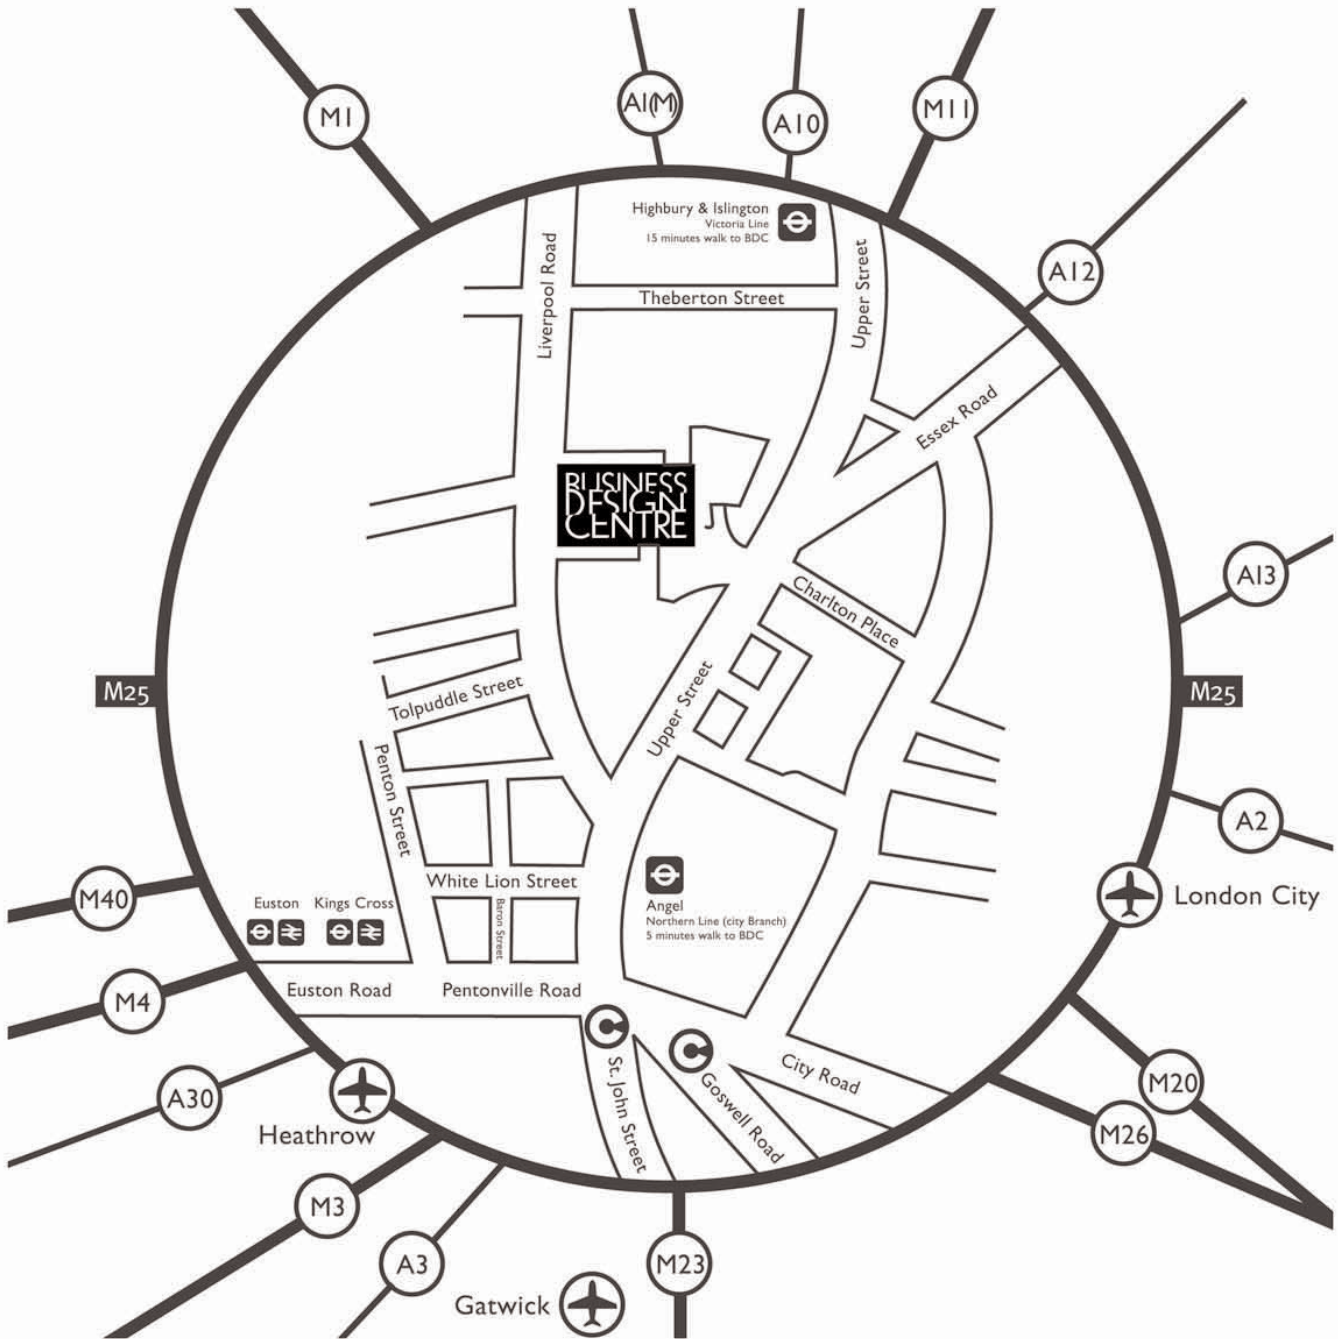 M1
A1(M)
A10
M11
A12
Highbury & Islington
Victoria Line
15 minutes walk to BDC
Liverpool Road
Theberton Street
Upper Street
Essex Road
BUSINESS
DESIGN
CENTRE
A13
Charlton Place
M25
M25
Tolpuddle Street
Upper Street
Penton Street
A2
White Lion Street
M40
London City
Euston
Kings Cross
Baron Street
Angel
Northern Line (city Branch)
5 minutes walk to BDC
M4
Euston Road
Pentonville Road
St. John Street
Goswell Road
City Road
A30
M20
Heathrow
M26
M3
A3
M23
Gatwick